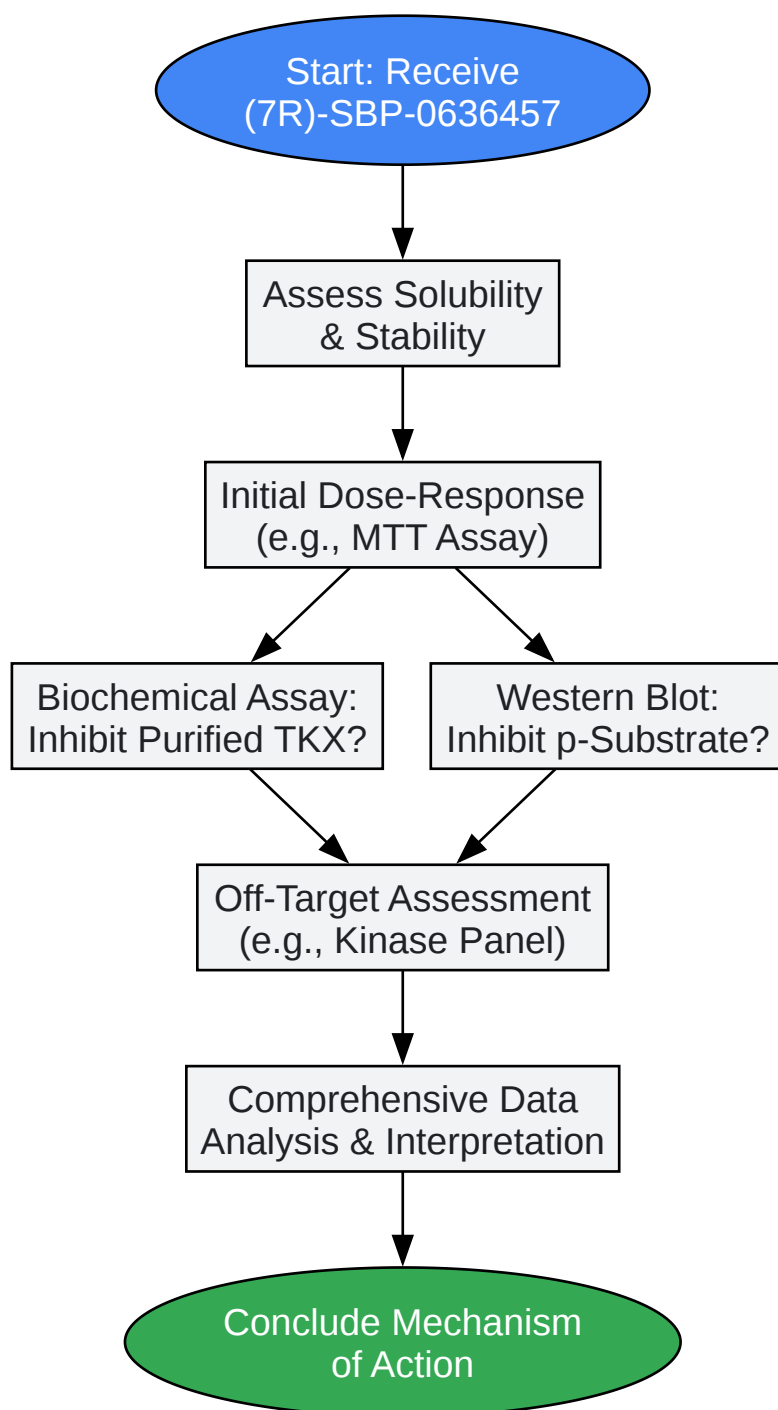 Start: Receive
(7R)-SBP-0636457
Assess Solubility
& Stability
Initial Dose-Response
(e.g., MTT Assay)
Biochemical Assay:
Inhibit Purified TKX?
Western Blot:
Inhibit p-Substrate?
Off-Target Assessment
(e.g., Kinase Panel)
Comprehensive Data
Analysis & Interpretation
Conclude Mechanism
of Action